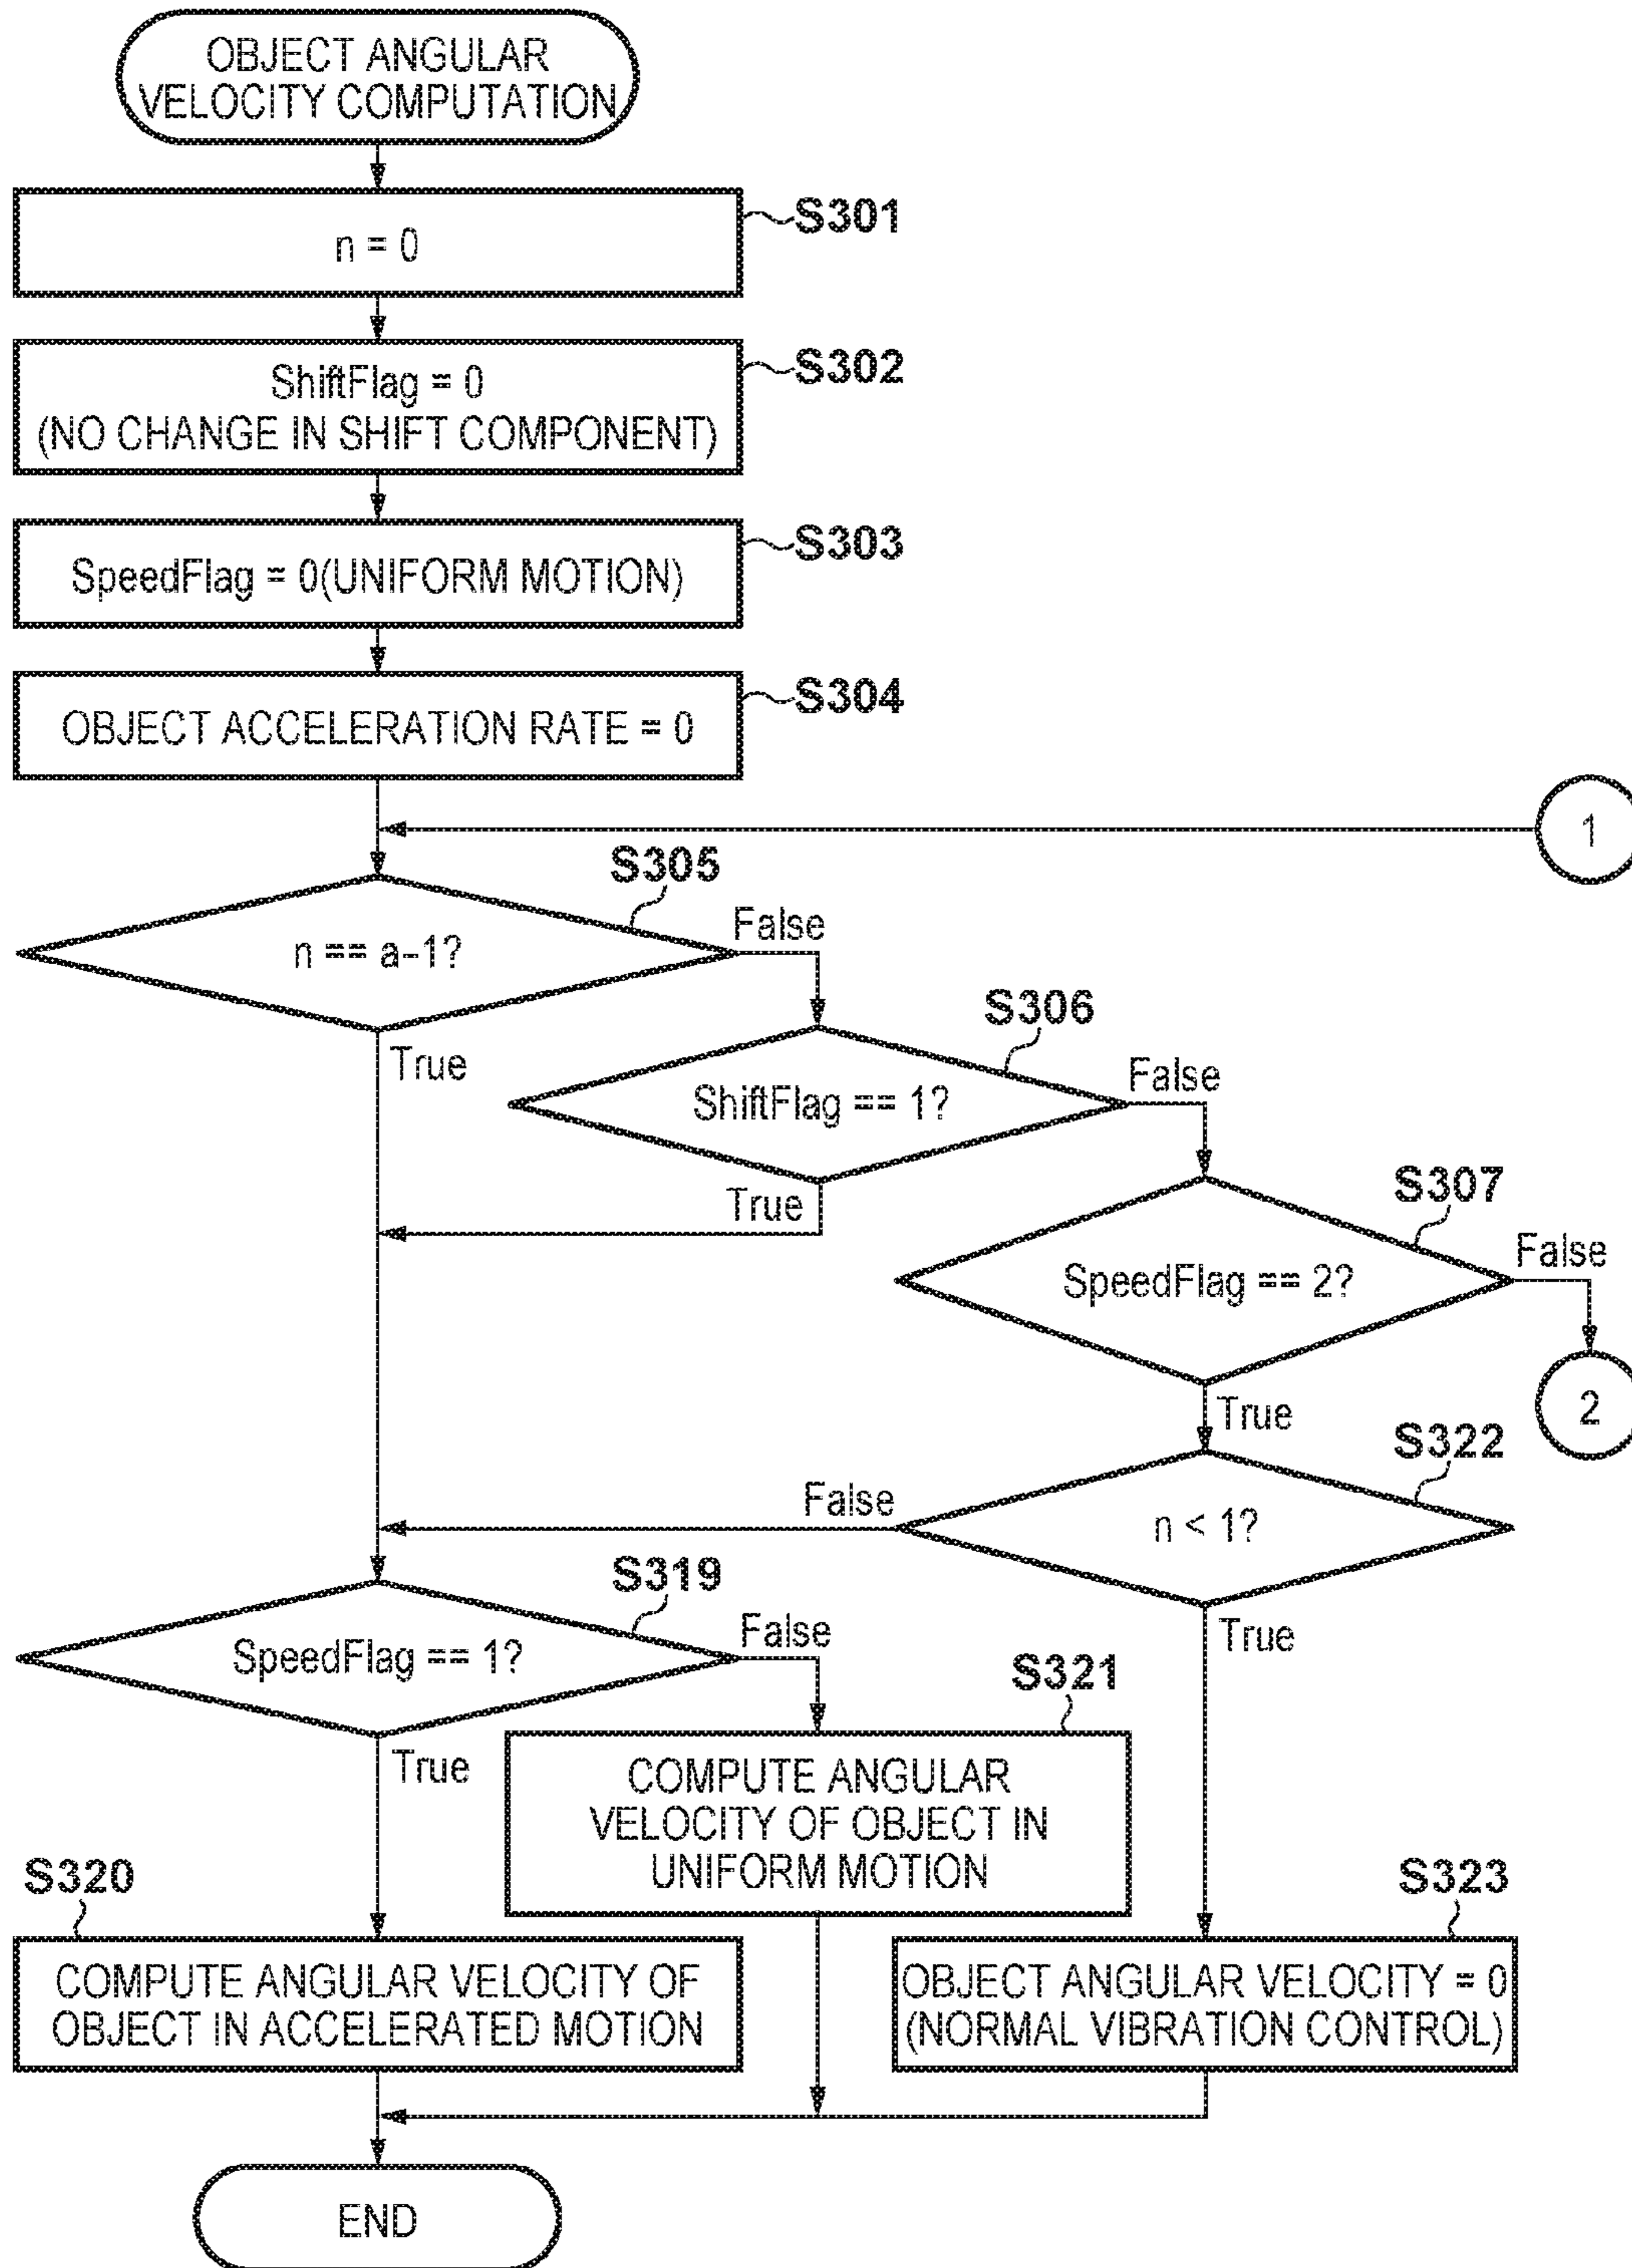 OBJECT ANGULAR
VELOCITY COMPUTATION
S301
n = 0
S302
ShiftFlag = 0
(NO CHANGE IN SHIFT COMPONENT)
S303
SpeedFlag = 0(UNIFORM MOTION)
S304
OBJECT ACCELERATION RATE = 0
1
S305
n == a-1?
False
True
S306
ShiftFlag == 1?
False
True
S307
SpeedFlag == 2?
False
True
2
S322
n < 1?
False
True
S319
SpeedFlag == 1?
False
True
S321
COMPUTE ANGULAR
VELOCITY OF OBJECT IN
UNIFORM MOTION
S320
COMPUTE ANGULAR VELOCITY OF
OBJECT IN ACCELERATED MOTION
S323
OBJECT ANGULAR VELOCITY = 0
(NORMAL VIBRATION CONTROL)
END